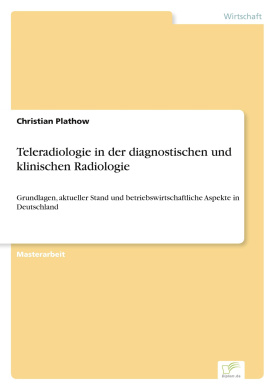 Wirtschaft
Christian Plathow
Teleradiologie in der diagnostischen und
klinischen Radiologie
Grundlagen, aktueller Stand und betriebswirtschaftliche Aspekte in
Deutschland
Masterarbeit
Diplom.de